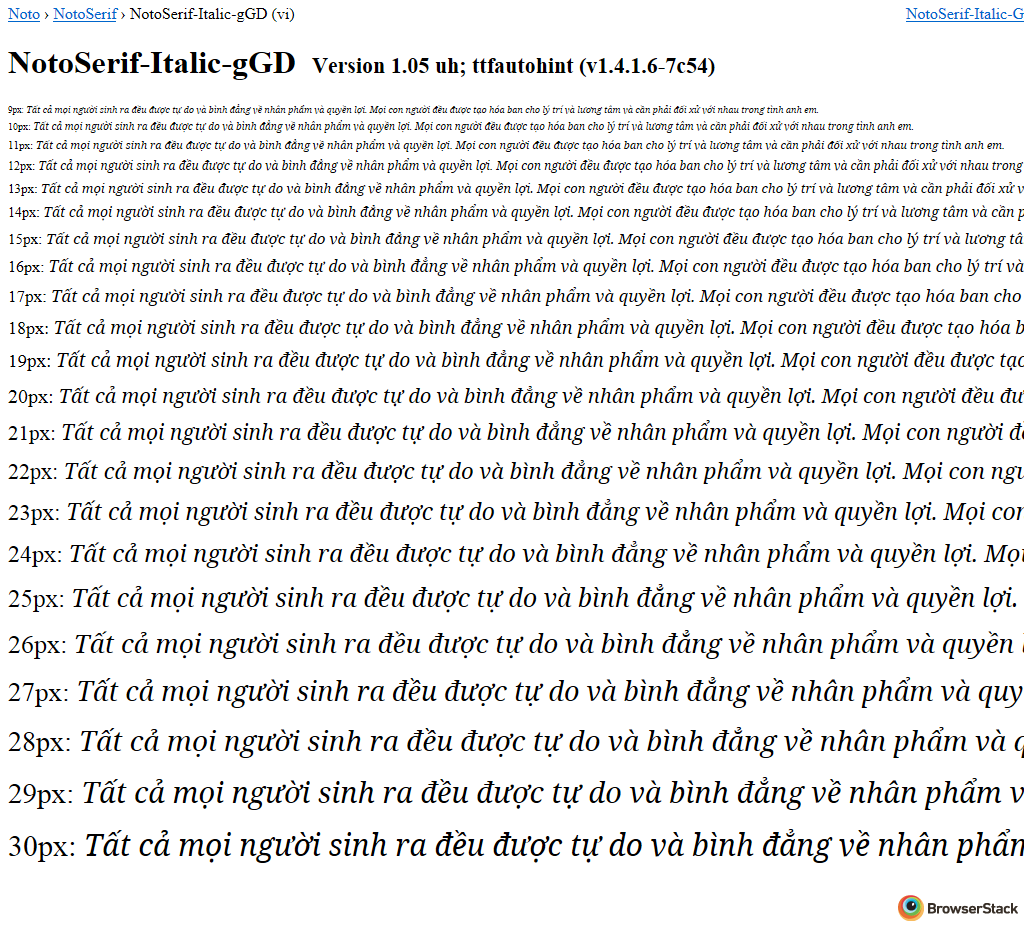 Noto › NotoSerif › NotoSerif-Italic-gGD (vi) NotoSerif-Italic-G
NotoSerif-Italic-gGD Version 1.05 uh; ttfautohint (v1.4.1.6-7c54)
9px: Tất cả mọi người sinh ra đều được tự do và bình đẳng về nhân phẩm và quyền lợi. Mọi con người đều được tạo hóa ban cho lý trí và lương tâm và cần phải đối xử với nhau trong tình anh em.
10px: Tất cả mọi người sinh ra đều được tự do và bình đẳng về nhân phẩm và quyền lợi. Mọi con người đều được tạo hóa ban cho lý trí và lương tâm và cần phải đối xử với nhau trong tình anh em.
11px: Tất cả mọi người sinh ra đều được tự do và bình đẳng về nhân phẩm và quyền lợi. Mọi con người đều được tạo hóa ban cho lý trí và lương tâm và cần phải đối xử với nhau trong tình anh em.
12px: Tất cả mọi người sinh ra đều được tự do và bình đẳng về nhân phẩm và quyền lợi. Mọi con người đều được tạo hóa ban cho lý trí và lương tâm và cần phải đối xử với nhau trong
13px: Tất cả mọi người sinh ra đều được tự do và bình đẳng về nhân phẩm và quyền lợi. Mọi con người đều được tạo hóa ban cho lý trí và lương tâm và cần phải đối xử v
14px: Tất cả mọi người sinh ra đều được tự do và bình đẳng về nhân phẩm và quyền lợi. Mọi con người đều được tạo hóa ban cho lý trí và lương tâm và cần p
15px: Tất cả mọi người sinh ra đều được tự do và bình đẳng về nhân phẩm và quyền lợi. Mọi con người đều được tạo hóa ban cho lý trí và lương tâ
16px: Tất cả mọi người sinh ra đều được tự do và bình đẳng về nhân phẩm và quyền lợi. Mọi con người đều được tạo hóa ban cho lý trí và
17px: Tất cả mọi người sinh ra đều được tự do và bình đẳng về nhân phẩm và quyền lợi. Mọi con người đều được tạo hóa ban cho
18px: Tất cả mọi người sinh ra đều được tự do và bình đẳng về nhân phẩm và quyền lợi. Mọi con người đều được tạo hóa b
19px: Tất cả mọi người sinh ra đều được tự do và bình đẳng về nhân phẩm và quyền lợi. Mọi con người đều được tạo
20px: Tất cả mọi người sinh ra đều được tự do và bình đẳng về nhân phẩm và quyền lợi. Mọi con người đều đư
21px: Tất cả mọi người sinh ra đều được tự do và bình đẳng về nhân phẩm và quyền lợi. Mọi con người đề
22px: Tất cả mọi người sinh ra đều được tự do và bình đẳng về nhân phẩm và quyền lợi. Mọi con ngư
23px: Tất cả mọi người sinh ra đều được tự do và bình đẳng về nhân phẩm và quyền lợi. Mọi con
24px: Tất cả mọi người sinh ra đều được tự do và bình đẳng về nhân phẩm và quyền lợi. Mọi
25px: Tất cả mọi người sinh ra đều được tự do và bình đẳng về nhân phẩm và quyền lợi.
26px: Tất cả mọi người sinh ra đều được tự do và bình đẳng về nhân phẩm và quyền
27px: Tất cả mọi người sinh ra đều được tự do và bình đẳng về nhân phẩm và quy
28px: Tất cả mọi người sinh ra đều được tự do và bình đẳng về nhân phẩm và q
29px: Tất cả mọi người sinh ra đều được tự do và bình đẳng về nhân phẩm v
30px: Tất cả mọi người sinh ra đều được tự do và bình đẳng về nhân phẩm
BrowserStack